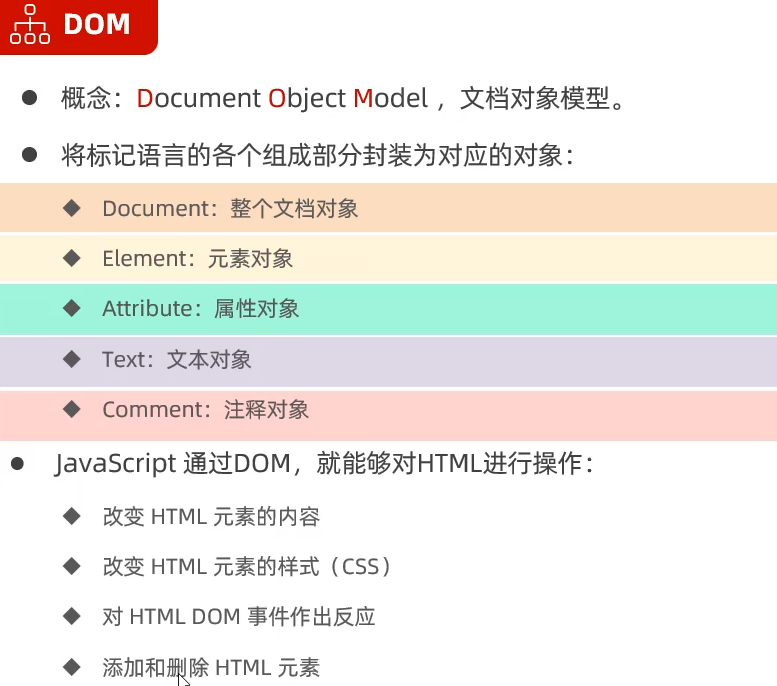 DOM
概念：Document Object Model ，文档对象模型。
将标记语言的各个组成部分封装为对应的对象：
Document：整个文档对象
Element：元素对象
Attribute：属性对象
Text：文本对象
Comment：注释对象
JavaScript 通过DOM，就能够对HTML进行操作：
改变 HTML 元素的内容
改变 HTML 元素的样式（CSS）
对 HTML DOM 事件作出反应
添加和删除 HTML 元素